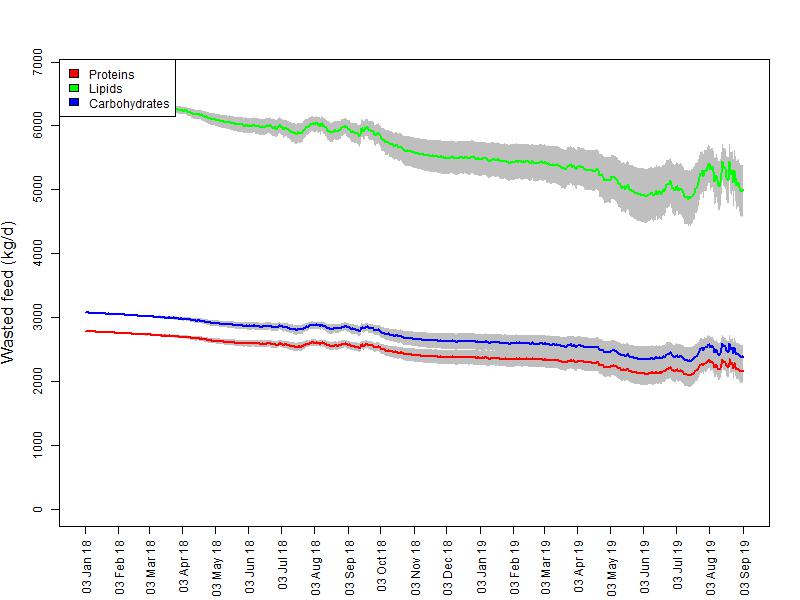 Proteins
Lipids
Carbohydrates
Wasted feed (kg/d)
7000
6000
5000
4000
3000
2000
1000
0
03 Jan 18
03 Feb 18
03 Mar 18
03 Apr 18
03 May 18
03 Jun 18
03 Jul 18
03 Aug 18
03 Sep 18
03 Oct 18
03 Nov 18
03 Dec 18
03 Jan 19
03 Feb 19
03 Mar 19
03 Apr 19
03 May 19
03 Jun 19
03 Jul 19
03 Aug 19
03 Sep 19